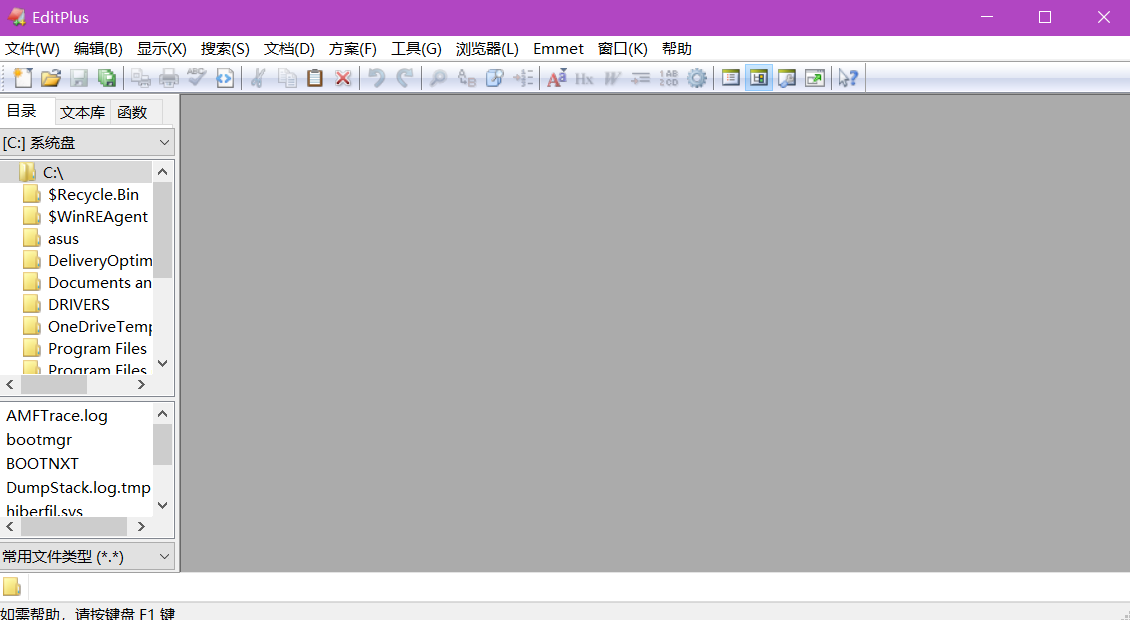 EditPlus
文件(W) 编辑(B) 显示(X) 搜索(S) 文档(D) 方案(F) 工具(G) 浏览器(L) Emmet 窗口(K) 帮助
目录 文本库 函数
[C:] 系统盘
C:\
$Recycle.Bin
$WinREAgent
asus
DeliveryOptim
Documents an
DRIVERS
OneDriveTemp
Program Files
Program Files
AMFTrace.log
bootmgr
BOOTNXT
DumpStack.log.tmp
hiberfil.sys
常用文件类型 (*.*)
如需帮助，请按键盘 F1 键